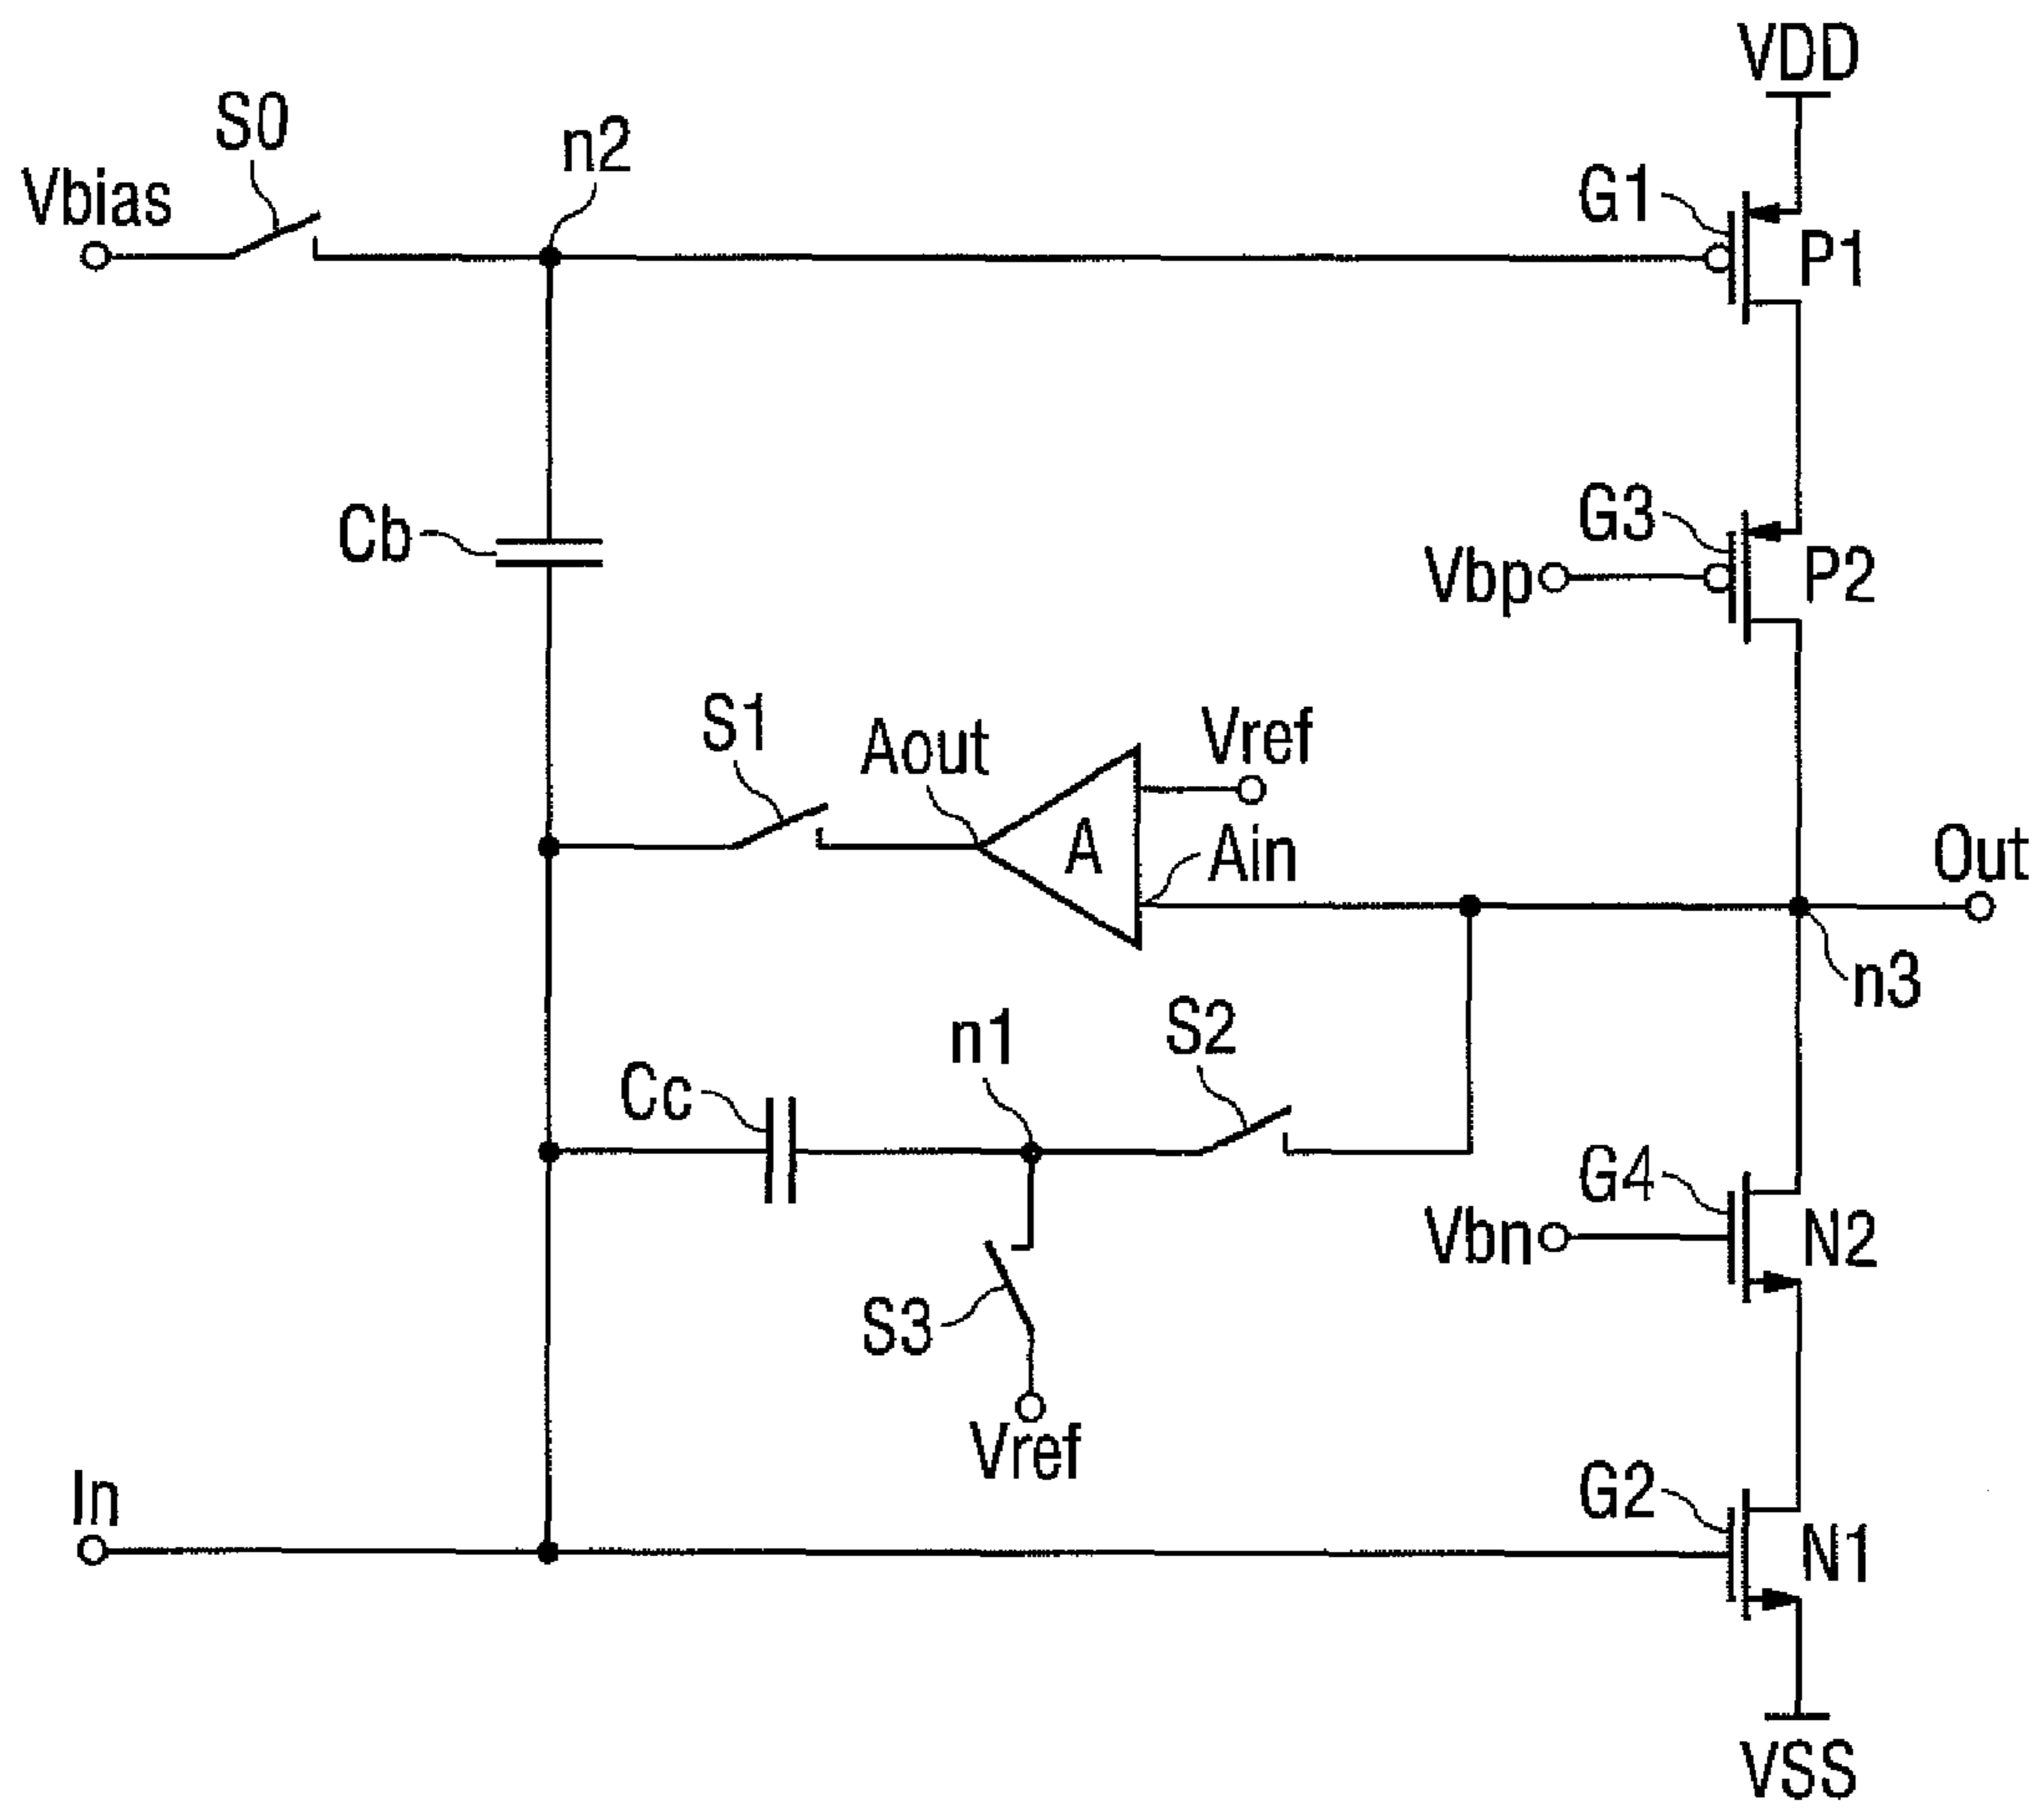 VDD
S0
n2
Vbias
G1
P1
G3
Cb
Vbp
P2
S1
Aout
Vref
A
Ain
Out
n3
S2
n1
Cc
G4
Vbn
N2
S3
Vref
In
G2
N1
VSS